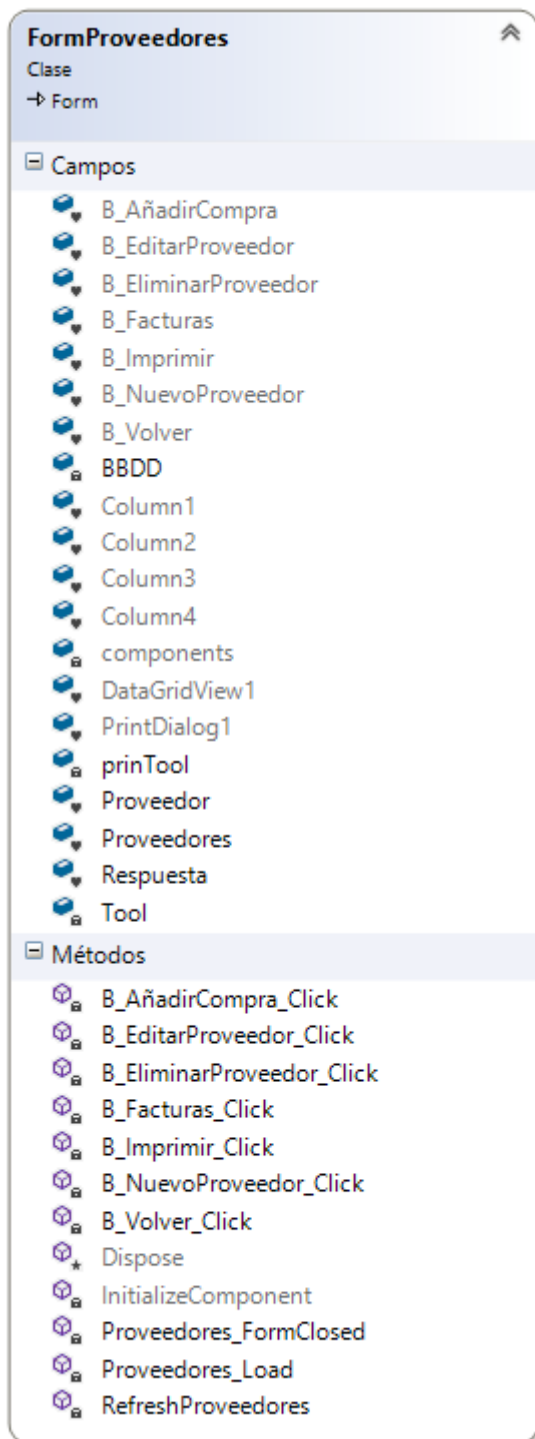 FormProveedores
Clase
Form
Campos
B_AñadirCompra
B_EditarProveedor
B_EliminarProveedor
B_Facturas
B_Imprimir
B_NuevoProveedor
B_Volver
BBDD
Column1
Column2
Column3
Column4
components
DataGridView1
PrintDialog1
prinTool
Proveedor
Proveedores
Respuesta
Tool
Métodos
B_AñadirCompra_Click
B_EditarProveedor_Click
B_EliminarProveedor_Click
B_Facturas_Click
B_Imprimir_Click
B_NuevoProveedor_Click
B_Volver_Click
Dispose
InitializeComponent
Proveedores_FormClosed
Proveedores_Load
RefreshProveedores